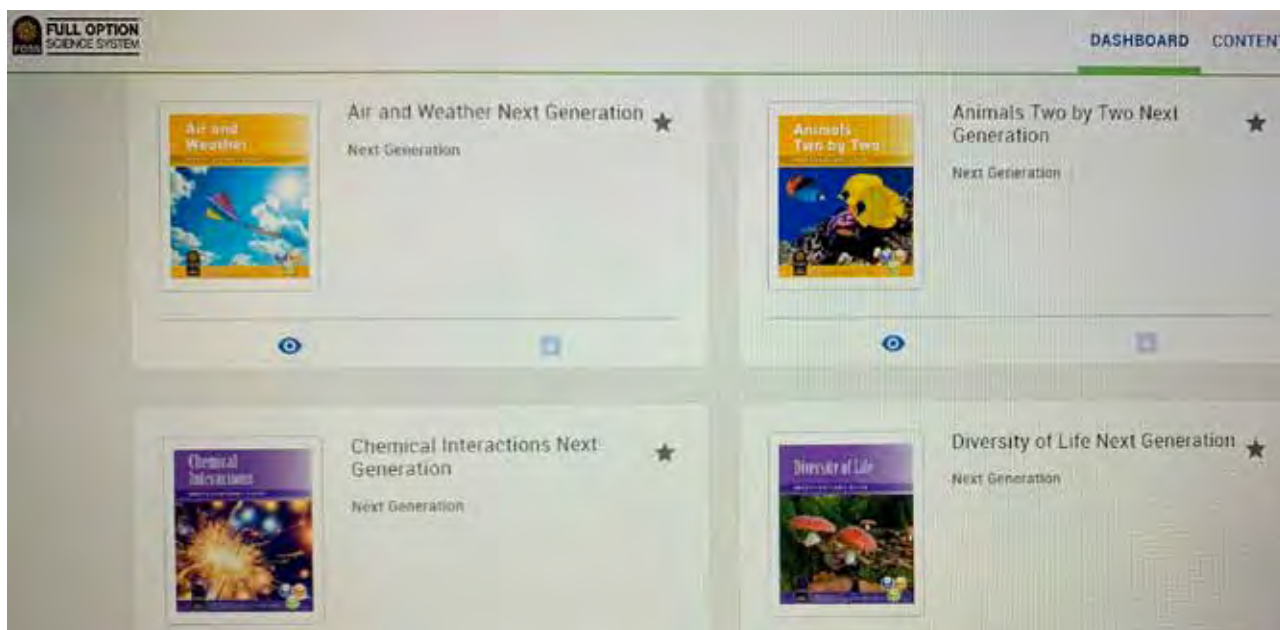 FULL OPTION
SCIENCE SYSTEM
FOSS
DASHBOARD CONTENT
Air and
Weather
Air and Weather Next Generation
Next Generation
Animals
Two by Two
Animals Two by Two Next
Generation
Next Generation
Chemical
Interactions
Chemical Interactions Next
Generation
Next Generation
Diversity of Life
Diversity of Life Next Generation
Next Generation